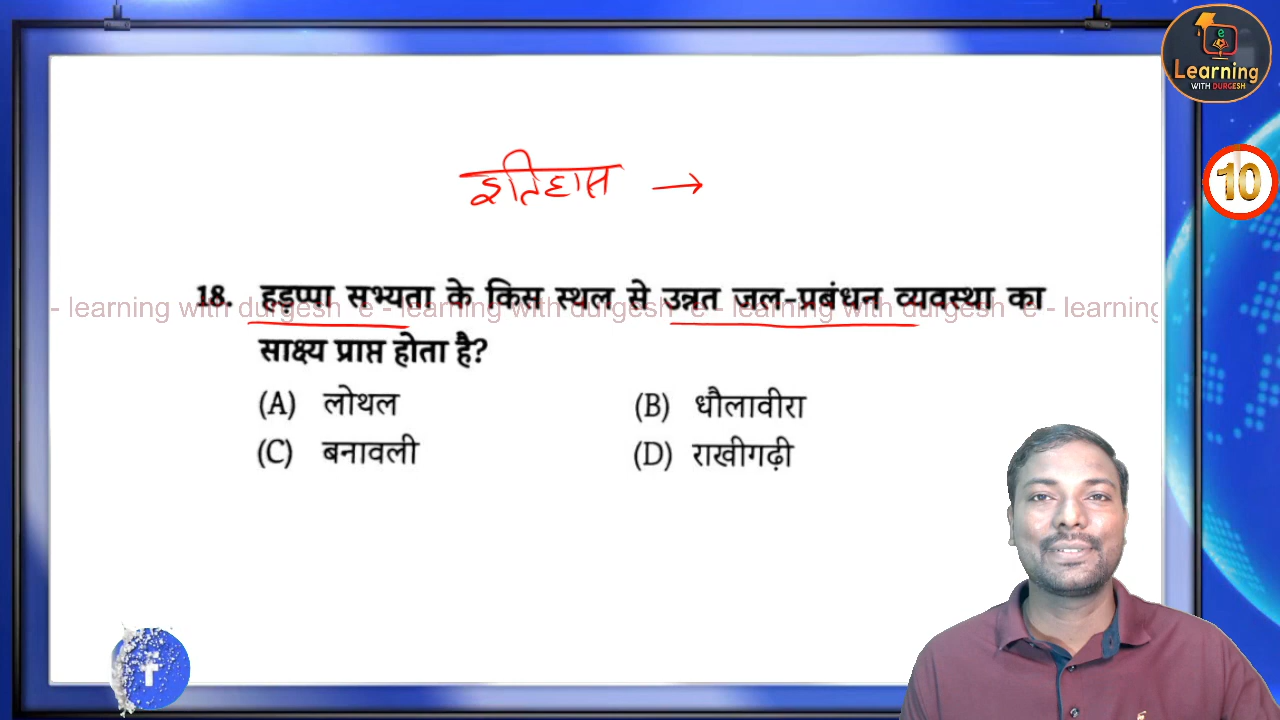 e
Learning
WITH DURGESH
10
इतिहास →
18. हड़प्पा सभ्यता के किस स्थल से उन्नत जल-प्रबंधन व्यवस्था का
- learning with durgesh e - learning with durgesh e - learning with durgesh e - learning
साक्ष्य प्राप्त होता है?
(A) लोथल (B) धौलावीरा
(C) बनावली (D) राखीगढ़ी
f